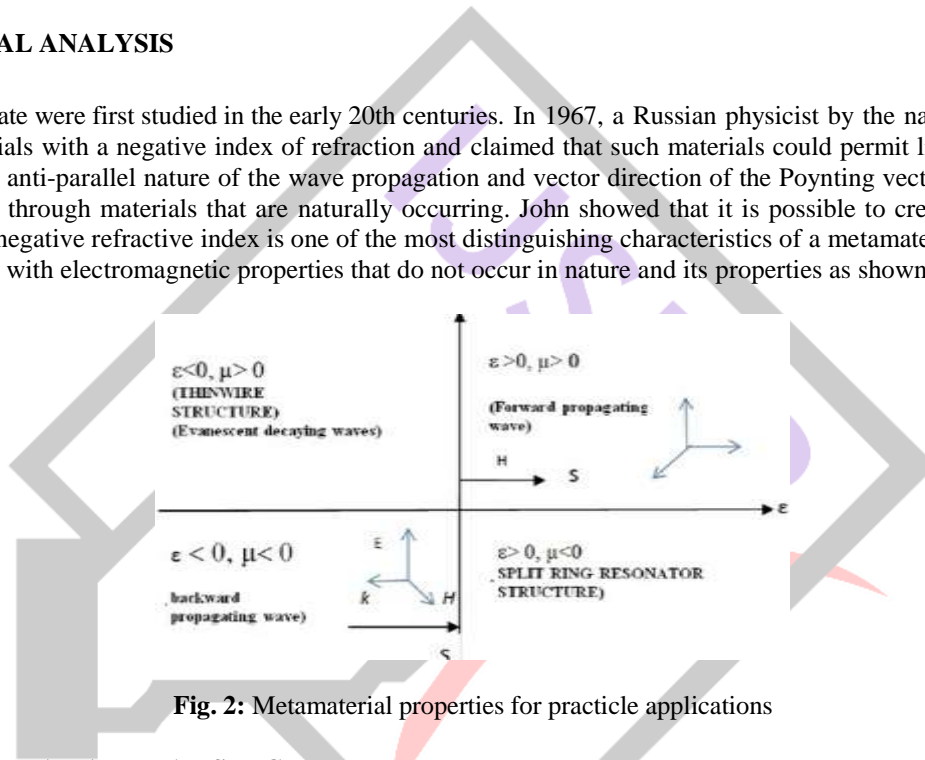 AL ANALYSIS
ate were first studied in the early 20th centuries. In 1967, a Russian physicist by the na
ials with a negative index of refraction and claimed that such materials could permit li
anti-parallel nature of the wave propagation and vector direction of the Poynting vect
through materials that are naturally occurring. John showed that it is possible to cre
negative refractive index is one of the most distinguishing characteristics of a metamate
with electromagnetic properties that do not occur in nature and its properties as shown
ε<0, μ> 0
(THINWIRE
STRUCTURE)
(Evanescent decaying waves)
ε >0, μ> 0
(Forward propagating
wave)
H
S
ε
ε < 0, μ< 0
backward
propagating wave)
E
k
H
S
ε> 0, μ<0
SPLIT RING RESONATOR
STRUCTURE)
Fig. 2: Metamaterial properties for practicle applications